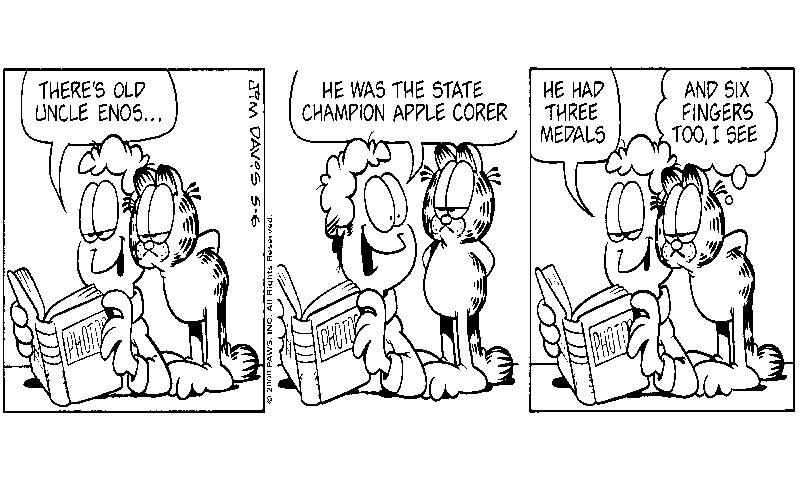 THERE'S OLD
UNCLE ENOS...
JIM DAVIS 5-6
PHOTO
HE WAS THE STATE
CHAMPION APPLE CORER
© 2000 PAWS, INC. All Rights Reserved.
PHOTO
HE HAD
THREE
MEDALS
AND SIX
FINGERS
TOO, I SEE
PHOTO